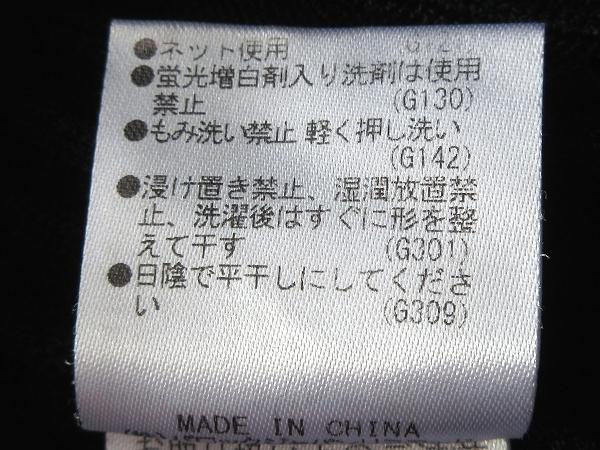 ●ネット使用
●蛍光増白剤入り洗剤は使用
禁止 (G130)
●もみ洗い禁止 軽く押し洗い
(G142)
●浸け置き禁止、湿潤放置禁
止、洗濯後はすぐに形を整
えて干す (G301)
●日陰で平干しにしてくださ
い (G309)
MADE IN CHINA